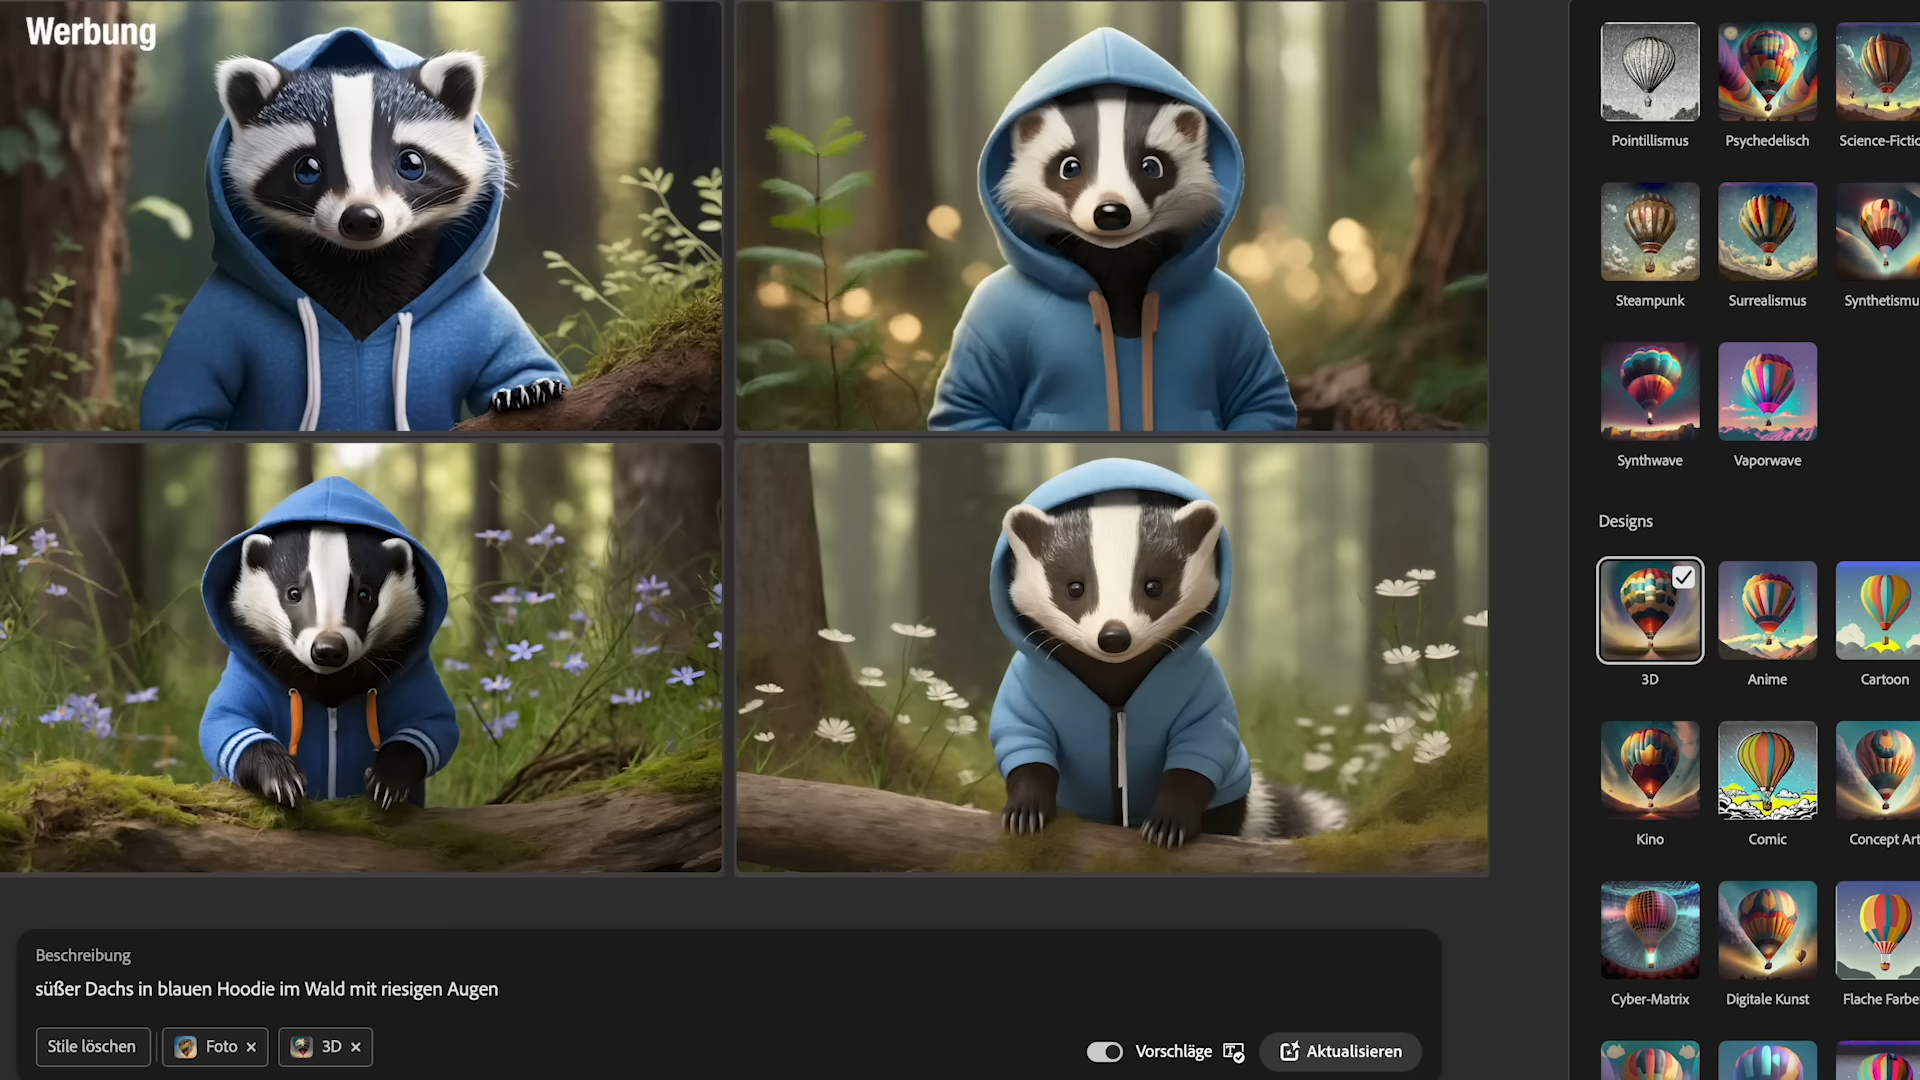 Werbung
Pointillismus
Psychedelisch
Science-Fictio
Steampunk
Surrealismus
Synthetismu
Synthwave
Vaporwave
Designs
3D
Anime
Cartoon
Kino
Comic
Concept Art
Cyber-Matrix
Digitale Kunst
Flache Farbe
Beschreibung
süßer Dachs in blauen Hoodie im Wald mit riesigen Augen
Stile löschen
Foto ×
3D ×
Vorschläge
Aktualisieren